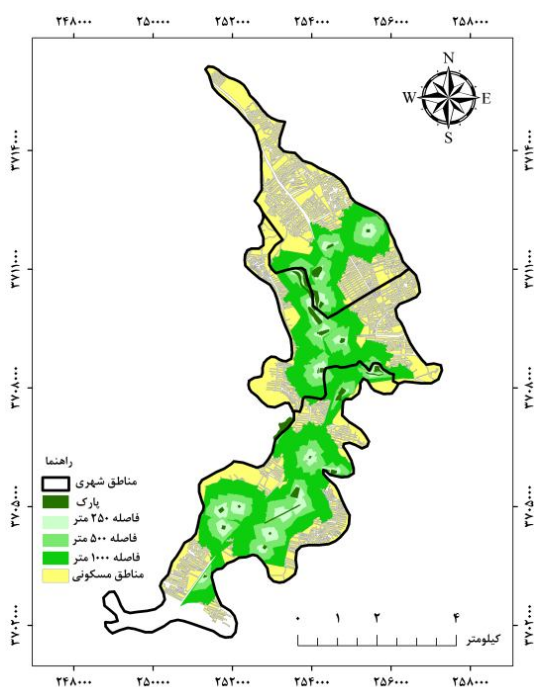 ۲۴۸۰۰۰ ۲۵۰۰۰۰ ۲۵۲۰۰۰ ۲۵۴۰۰۰ ۲۵۶۰۰۰ ۲۵۸۰۰۰
N
W E
S
۳۷۱۴۰۰۰ ۳۷۱۴۰۰۰
۳۷۱۱۰۰۰ ۳۷۱۱۰۰۰
۳۷۰۸۰۰۰ ۳۷۰۸۰۰۰
راهنما
مناطق شهری
پارک
فاصله ۲۵۰ متر
فاصله ۵۰۰ متر
فاصله ۱۰۰۰ متر
مناطق مسکونی
۳۷۰۵۰۰۰ ۳۷۰۵۰۰۰
۳۷۰۲۰۰۰ ۳۷۰۲۰۰۰
۰ ۱ ۲ ۴
کیلومتر
۲۴۸۰۰۰ ۲۵۰۰۰۰ ۲۵۲۰۰۰ ۲۵۴۰۰۰ ۲۵۶۰۰۰ ۲۵۸۰۰۰